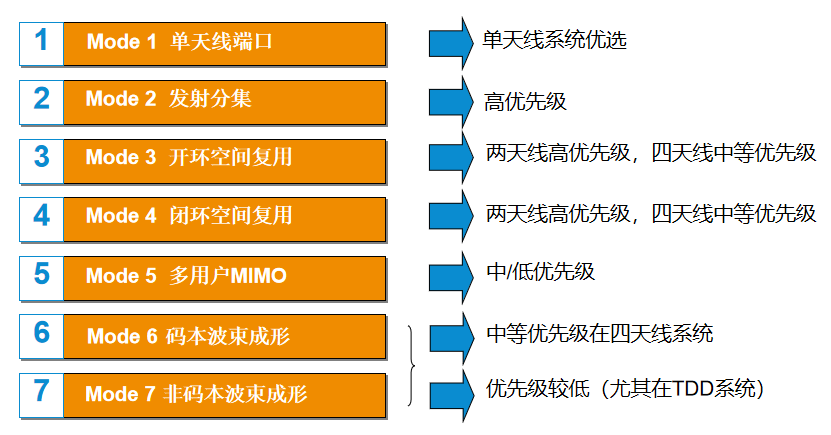 1 Mode 1 单天线端口 单天线系统优选
2 Mode 2 发射分集 高优先级
3 Mode 3 开环空间复用 两天线高优先级，四天线中等优先级
4 Mode 4 闭环空间复用 两天线高优先级，四天线中等优先级
5 Mode 5 多用户MIMO 中/低优先级
6 Mode 6 码本波束成形 中等优先级在四天线系统
7 Mode 7 非码本波束成形 优先级较低（尤其在TDD系统）